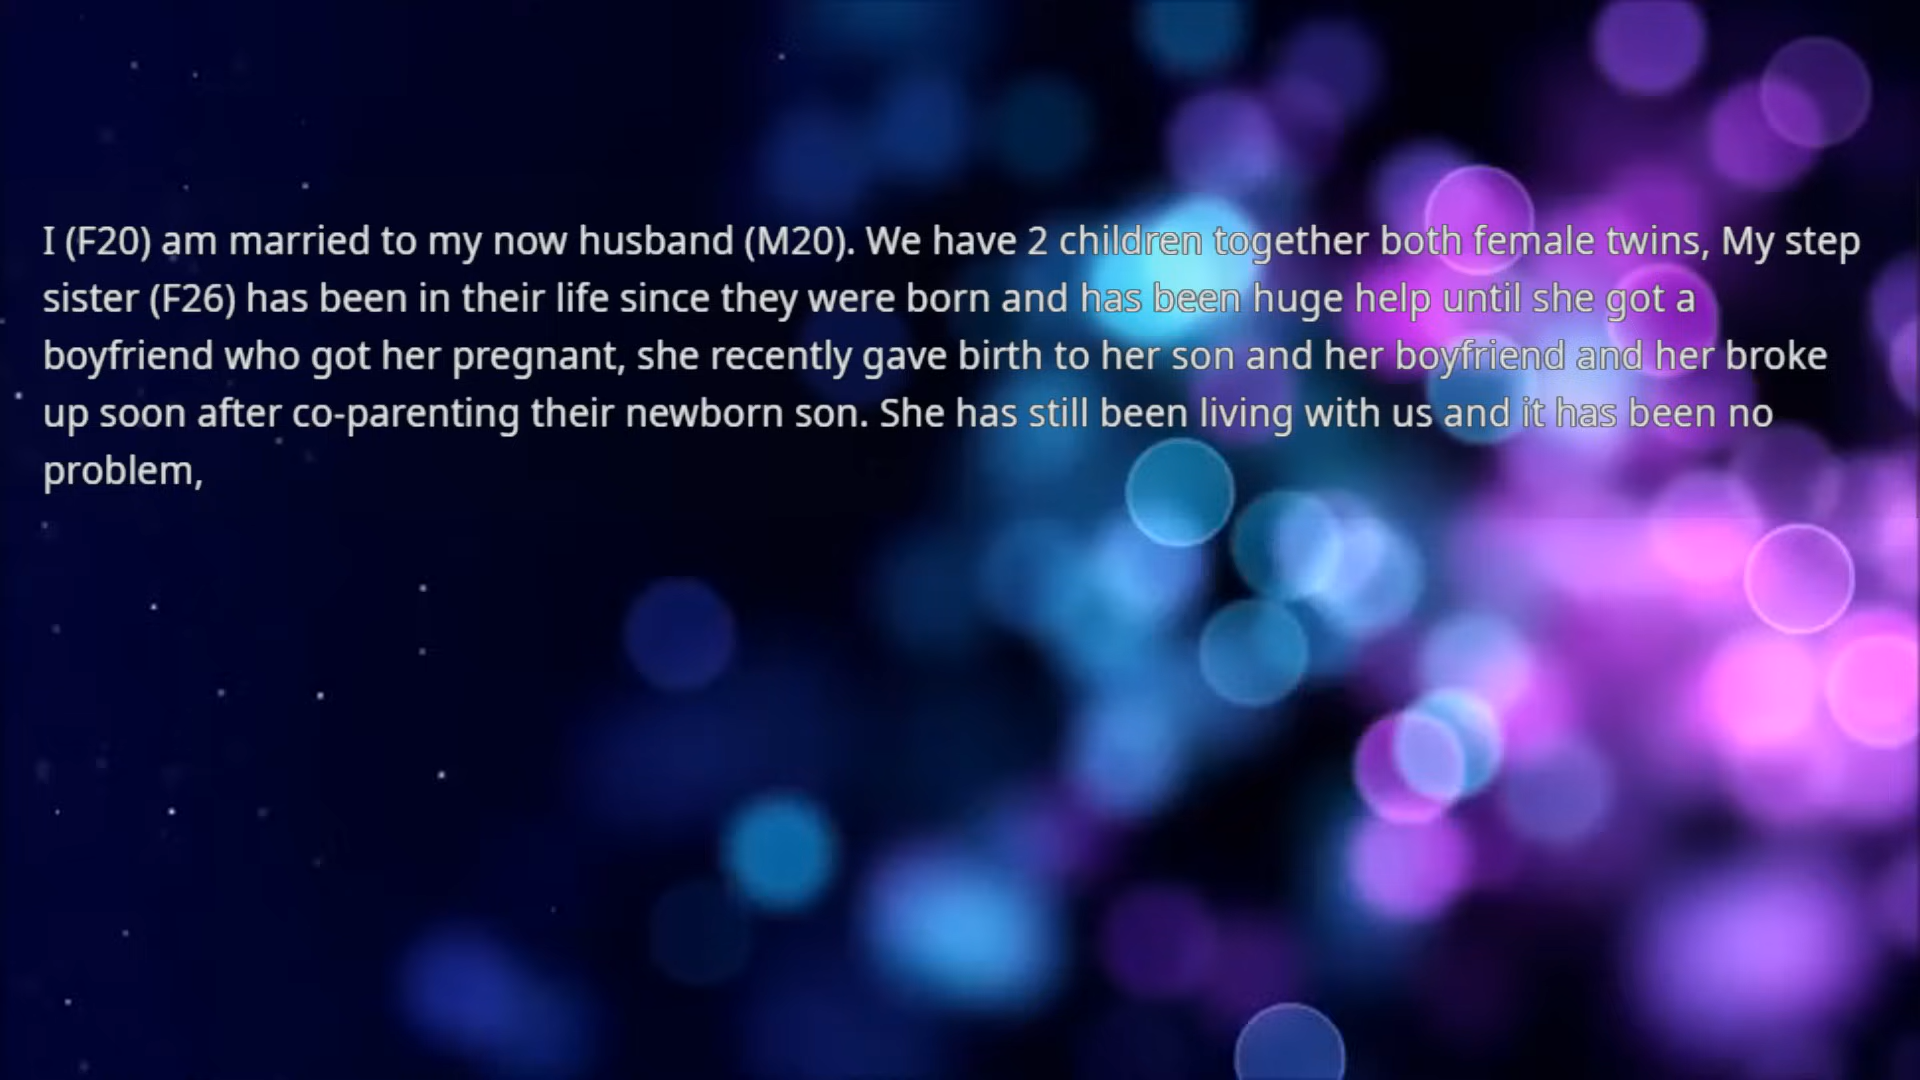 I (F20) am married to my now husband (M20). We have 2 children together both female twins, My step
sister (F26) has been in their life since they were born and has been huge help until she got a
boyfriend who got her pregnant, she recently gave birth to her son and her boyfriend and her broke
up soon after co-parenting their newborn son. She has still been living with us and it has been no
problem,